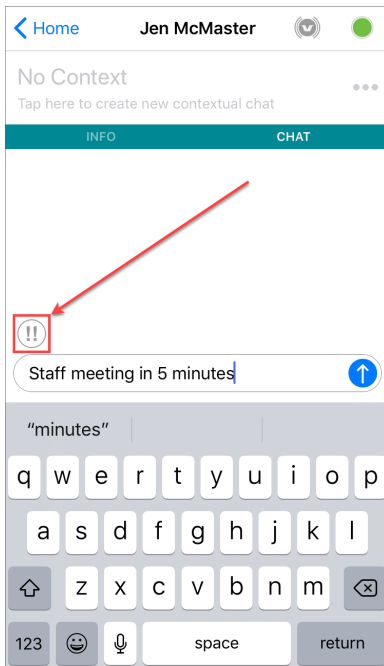 Home
Jen McMaster
No Context
Tap here to create new contextual chat
INFO
CHAT
!!
Staff meeting in 5 minutes
“minutes”
q w e r t y u i o p
a s d f g h j k l
z x c v b n m
123
space
return